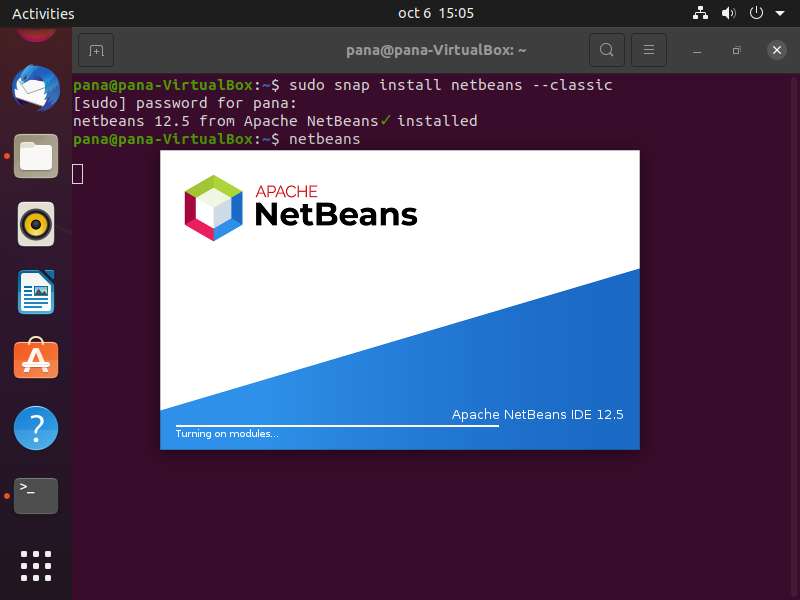 Activities
oct 6 15:05
pana@pana-VirtualBox: ~
pana@pana-VirtualBox:~$ sudo snap install netbeans --classic
[sudo] password for pana:
netbeans 12.5 from Apache NetBeans✓ installed
pana@pana-VirtualBox:~$ netbeans
APACHE
NetBeans
Apache NetBeans IDE 12.5
Turning on modules...